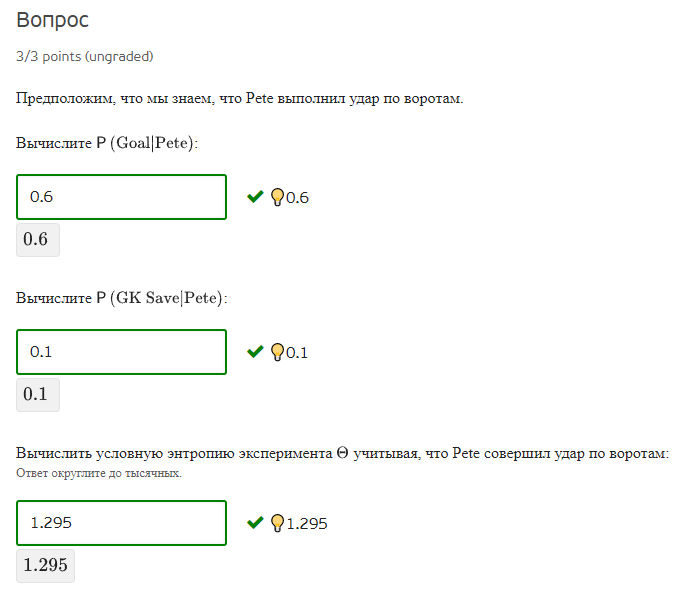 Вопрос
3/3 points (ungraded)
Предположим, что мы знаем, что Pete выполнил удар по воротам.
Вычислите P (Goal|Pete):
0.6
0.6
0.6
Вычислите P (GK Save|Pete):
0.1
0.1
0.1
Вычислить условную энтропию эксперимента Θ учитывая, что Pete совершил удар по воротам:
Ответ округлите до тысячных.
1.295
1.295
1.295